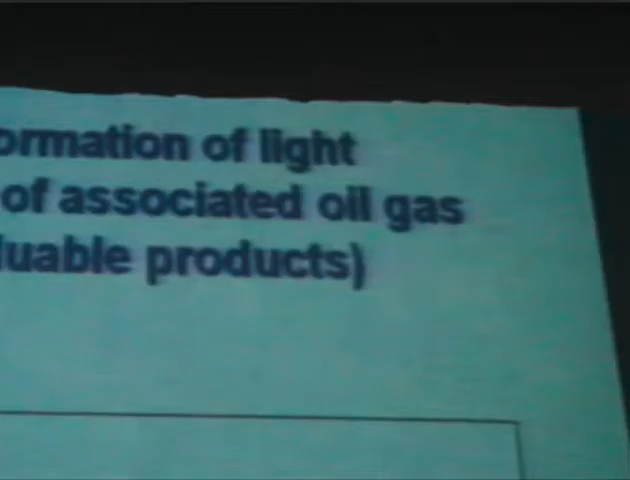 ormation of light
of associated oil gas
luable products)